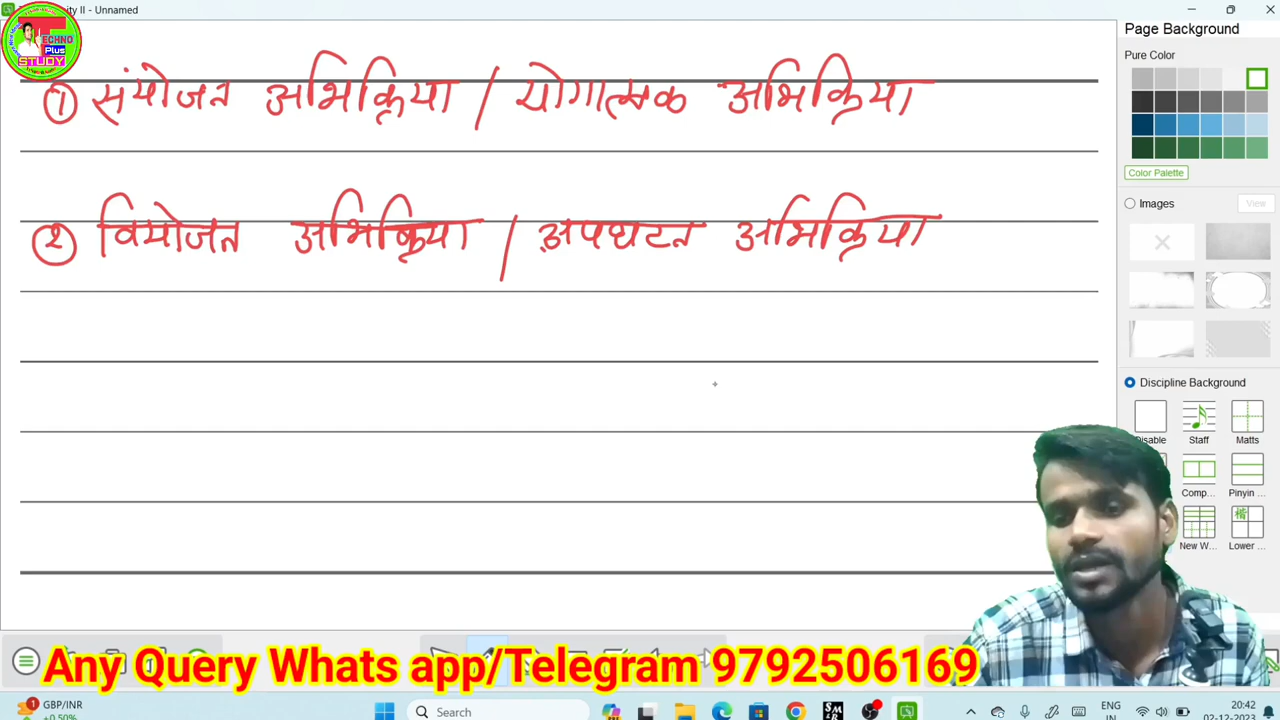 ity II - Unnamed
TECHNO
Plus
STUDY
① संयोजन अभिक्रिया / योगात्मक अभिक्रिया
② वियोजन अभिक्रिया / अपघटन अभिक्रिया
Page Background
Pure Color
Color Palette
Images
View
Discipline Background
Disable Staff Matts
Comp... Pinyin ...
New W... Lower ...
Any Query Whats app/Telegram 9792506169
1 GBP/INR
+0.50%
Search
ENG
IN
20:42
02-12-2023